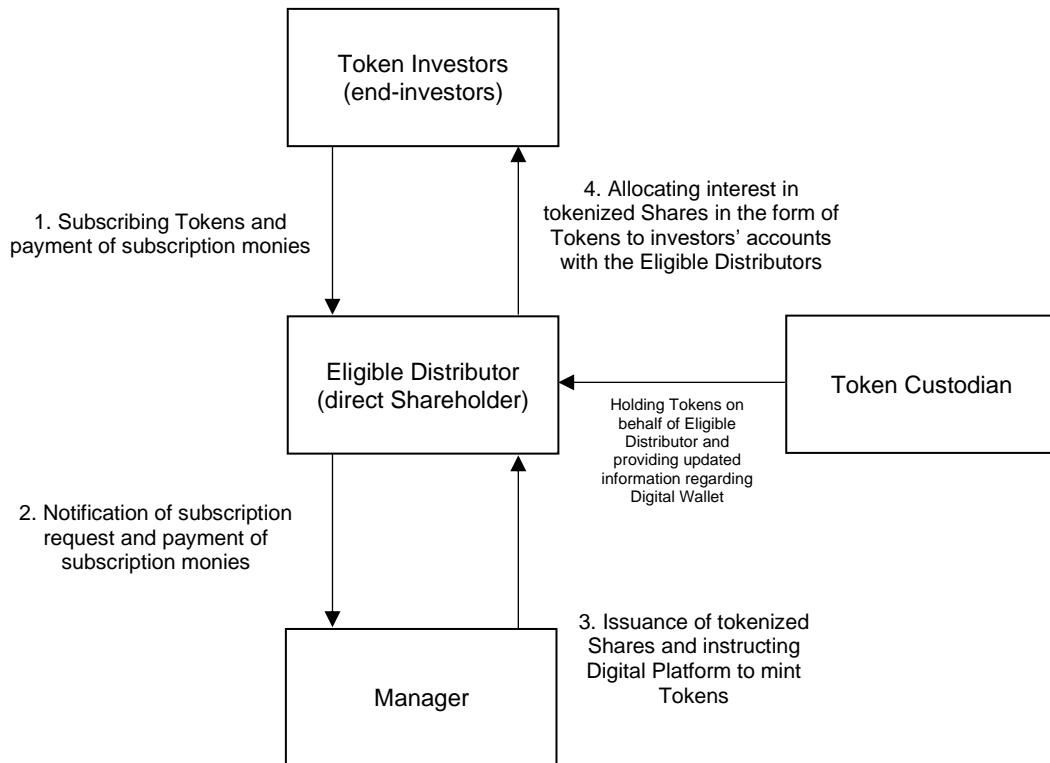 Token Investors
(end-investors)
1. Subscribing Tokens and
payment of subscription monies
4. Allocating interest in
tokenized Shares in the form of
Tokens to investors’ accounts
with the Eligible Distributors
Eligible Distributor
(direct Shareholder)
Holding Tokens on
behalf of Eligible
Distributor and
providing updated
information regarding
Digital Wallet
Token Custodian
2. Notification of subscription
request and payment of
subscription monies
3. Issuance of tokenized
Shares and instructing
Digital Platform to mint
Tokens
Manager